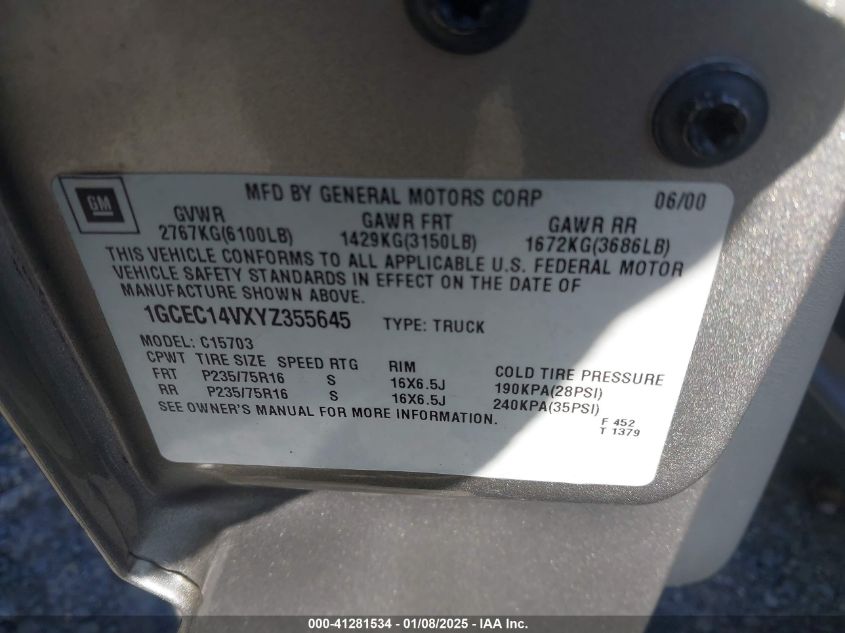 GM
MFD BY GENERAL MOTORS CORP 06/00
GVWR GAWR FRT GAWR RR
2767KG(6100LB) 1429KG(3150LB) 1672KG(3686LB)
THIS VEHICLE CONFORMS TO ALL APPLICABLE U.S. FEDERAL MOTOR
VEHICLE SAFETY STANDARDS IN EFFECT ON THE DATE OF
MANUFACTURE SHOWN ABOVE.
1GCEC14VXYZ355645 TYPE: TRUCK
MODEL: C15703
CPWT TIRE SIZE SPEED RTG RIM COLD TIRE PRESSURE
FRT P235/75R16 S 16X6.5J 190KPA(28PSI)
RR P235/75R16 S 16X6.5J 240KPA(35PSI)
SEE OWNER'S MANUAL FOR MORE INFORMATION.
F 452
T 1379
000-41281534 - 01/08/2025 - IAA Inc.